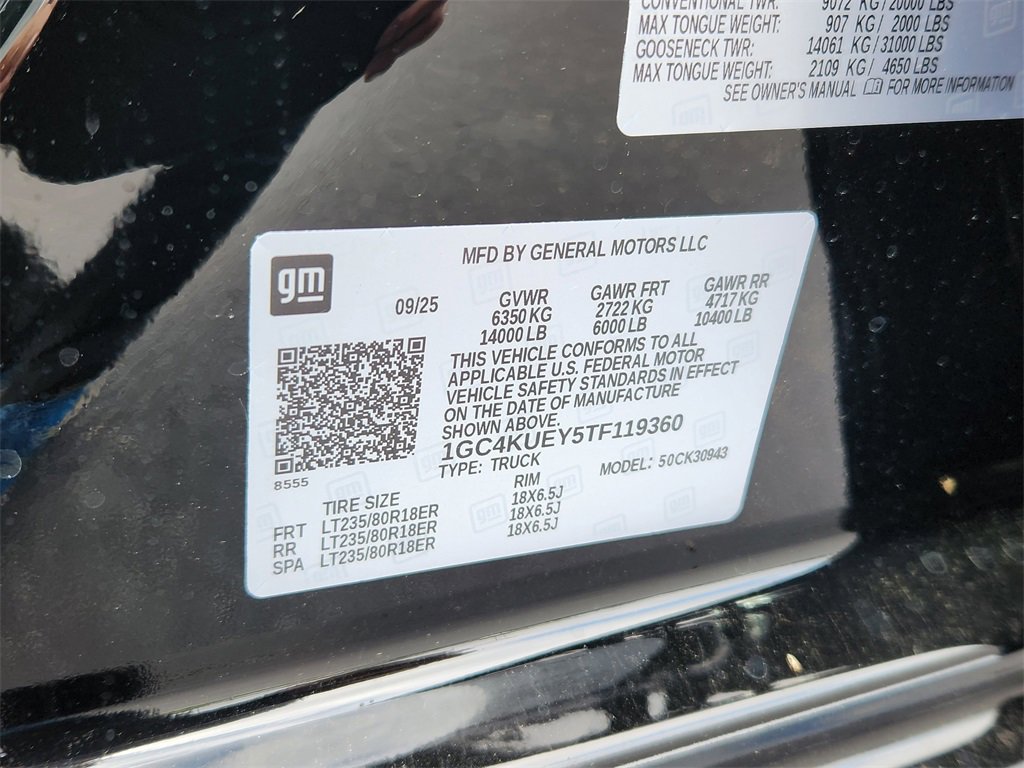 CONVENTIONAL TWR: 9072 KG/20000 LBS
MAX TONGUE WEIGHT: 907 KG/ 2000 LBS
GOOSENECK TWR: 14061 KG/31000 LBS
MAX TONGUE WEIGHT: 2109 KG/ 4650 LBS
SEE OWNER'S MANUAL FOR MORE INFORMATION
gm
MFD BY GENERAL MOTORS LLC
09/25
GVWR GAWR FRT GAWR RR
6350 KG 2722 KG 4717 KG
14000 LB 6000 LB 10400 LB
THIS VEHICLE CONFORMS TO ALL
APPLICABLE U.S. FEDERAL MOTOR
VEHICLE SAFETY STANDARDS IN EFFECT
ON THE DATE OF MANUFACTURE
SHOWN ABOVE.
1GC4KUEY5TF119360
TYPE: TRUCK MODEL: 50CK30943
8555
TIRE SIZE RIM
FRT LT235/80R18ER 18X6.5J
RR LT235/80R18ER 18X6.5J
SPA LT235/80R18ER 18X6.5J